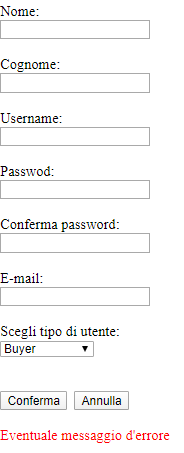 Nome:
Cognome:
Username:
Passwod:
Conferma password:
E-mail:
Scegli tipo di utente:
Buyer
Conferma Annulla
Eventuale messaggio d'errore